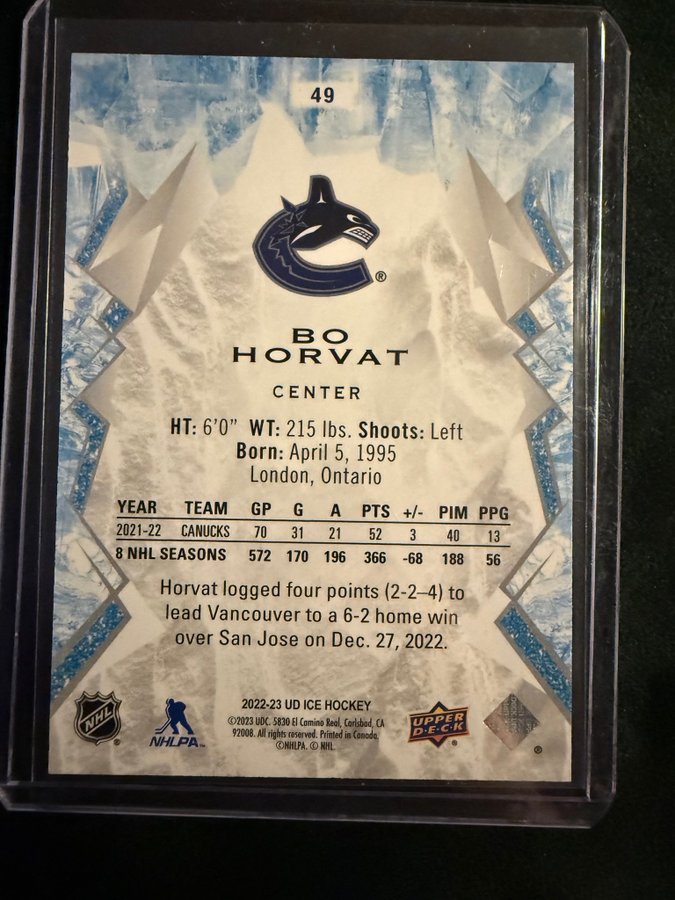 49
®
BO
HORVAT
CENTER
HT: 6'0" WT: 215 lbs. Shoots: Left
Born: April 5, 1995
London, Ontario
YEAR TEAM GP G A PTS +/- PIM PPG
2021-22 CANUCKS 70 31 21 52 3 40 13
8 NHL SEASONS 572 170 196 366 -68 188 56
Horvat logged four points (2-2–4) to
lead Vancouver to a 6-2 home win
over San Jose on Dec. 27, 2022.
2022-23 UD ICE HOCKEY
©2023 UDC. 5830 El Camino Real, Carlsbad, CA
92008. All rights reserved. Printed in Canada.
©NHLPA. © NHL.
NHL ®
NHLPA™
UPPER
D·E·C·K ®
®